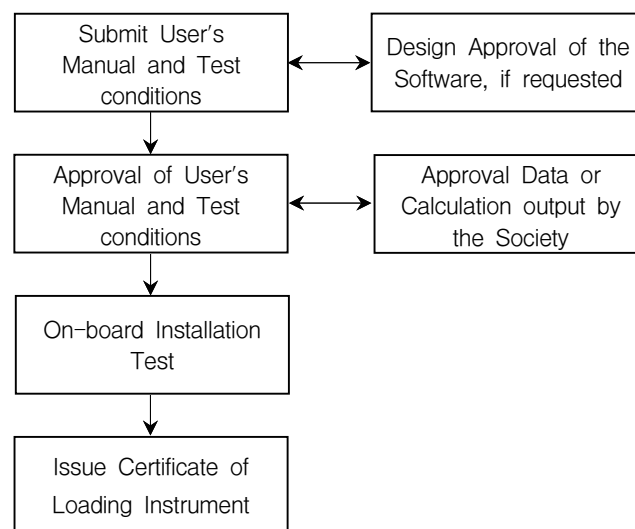 Submit User's
Manual and Test
conditions
Design Approval of the
Software, if requested
Approval of User's
Manual and Test
conditions
Approval Data or
Calculation output by
the Society
On-board Installation
Test
Issue Certificate of
Loading Instrument